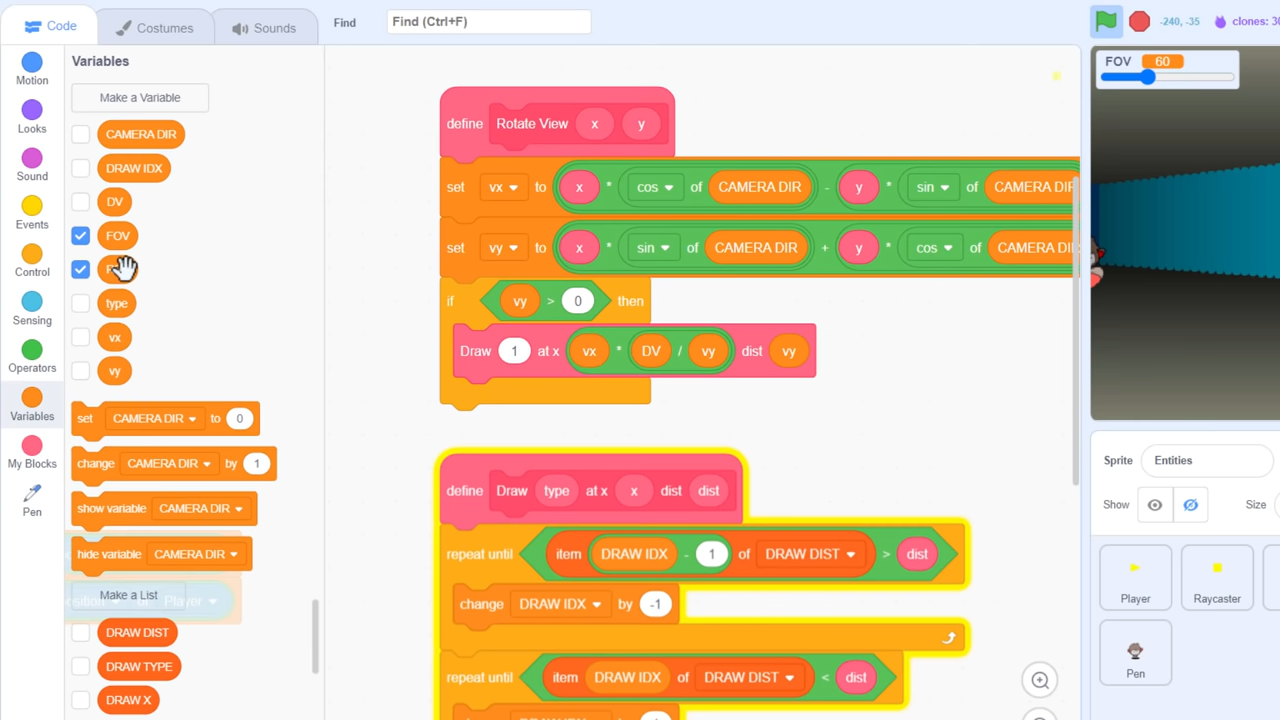 Code Costumes Sounds Find Find (Ctrl+F) -240, -35 clones: 30
Motion
Looks
Sound
Events
Control
Sensing
Operators
Variables
My Blocks
Pen
Variables
Make a Variable
CAMERA DIR
DRAW IDX
DV
FOV
type
vx
vy
set CAMERA DIR to 0
change CAMERA DIR by 1
show variable CAMERA DIR
hide variable CAMERA DIR
Make a List
of Player
DRAW DIST
DRAW TYPE
DRAW X
define Rotate View x y
set vx to x * cos of CAMERA DIR - y * sin of CAMERA DIR
set vy to x * sin of CAMERA DIR + y * cos of CAMERA DI
if vy > 0 then
Draw 1 at x vx * DV / vy dist vy
define Draw type at x x dist dist
repeat until item DRAW IDX - 1 of DRAW DIST > dist
change DRAW IDX by -1
repeat until item DRAW IDX of DRAW DIST < dist
FOV 60
Sprite Entities
Show Size
Player Raycaster
Pen